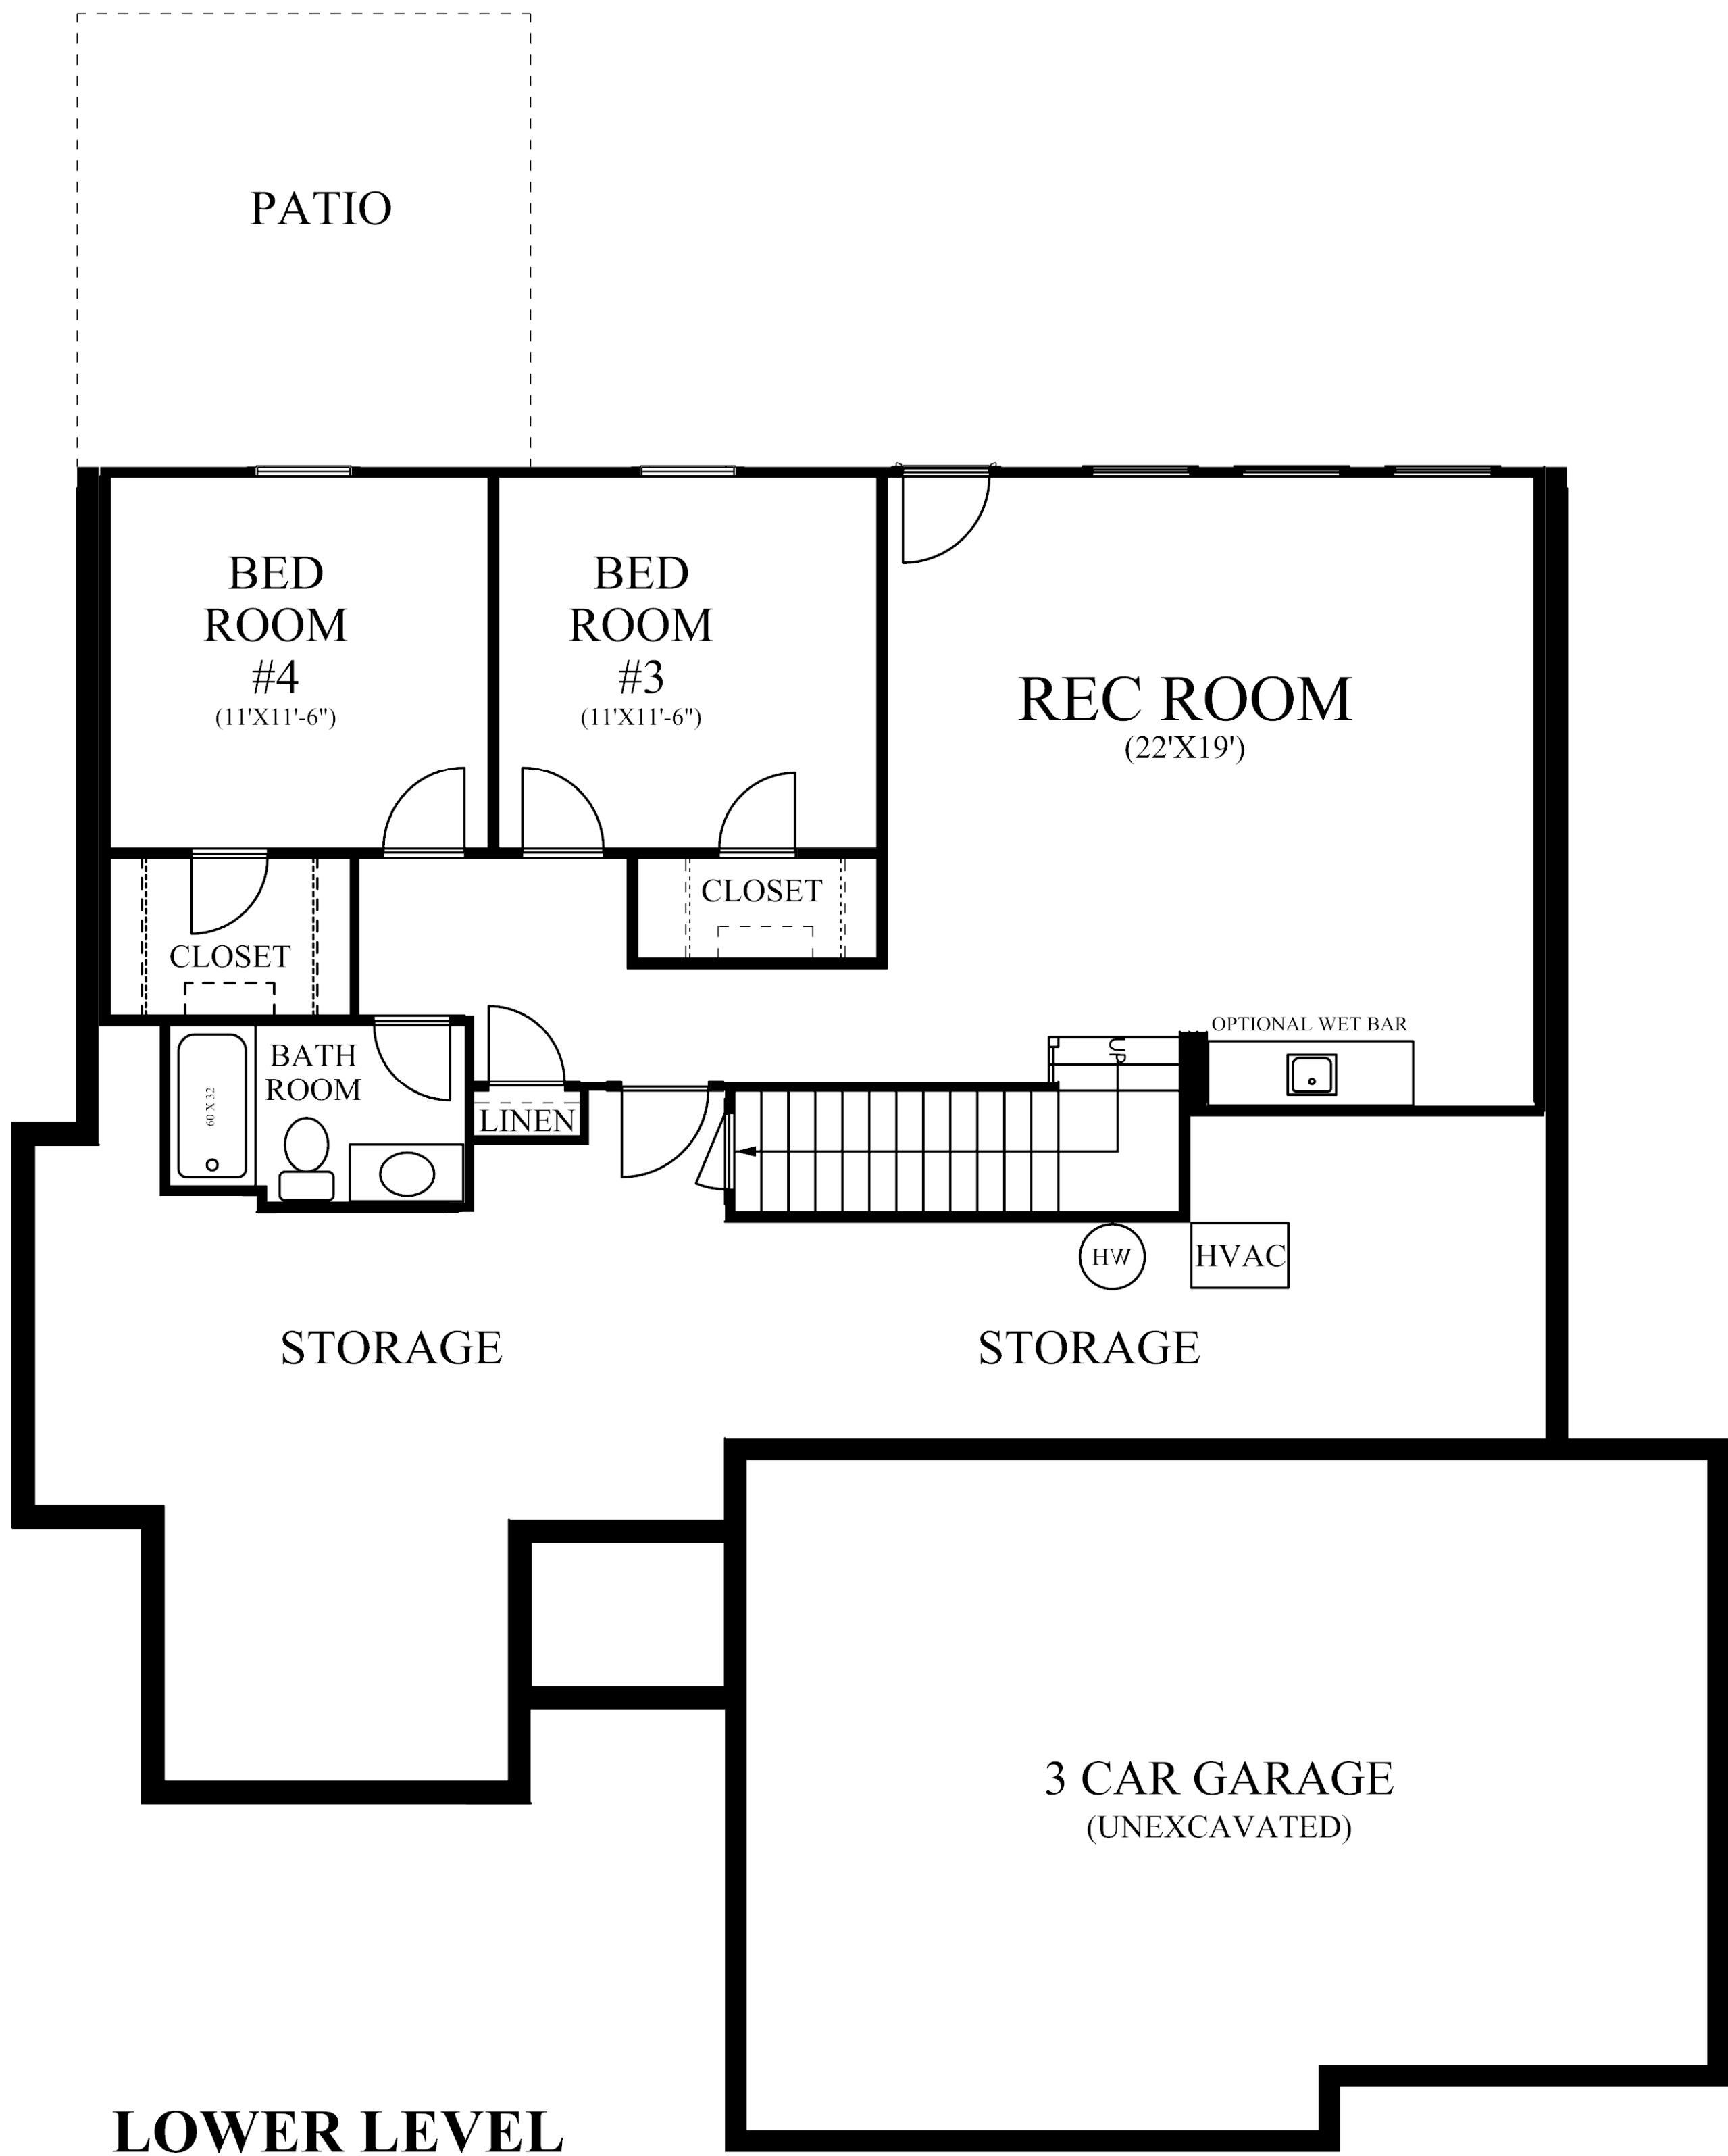 PATIO
BED
ROOM
#4
(11'X11'-6")
BED
ROOM
#3
(11'X11'-6")
REC ROOM
(22'X19')
CLOSET
CLOSET
OPTIONAL WET BAR
UP
BATH
ROOM
60 X 32
LINEN
HW
HVAC
STORAGE
STORAGE
3 CAR GARAGE
(UNEXCAVATED)
LOWER LEVEL